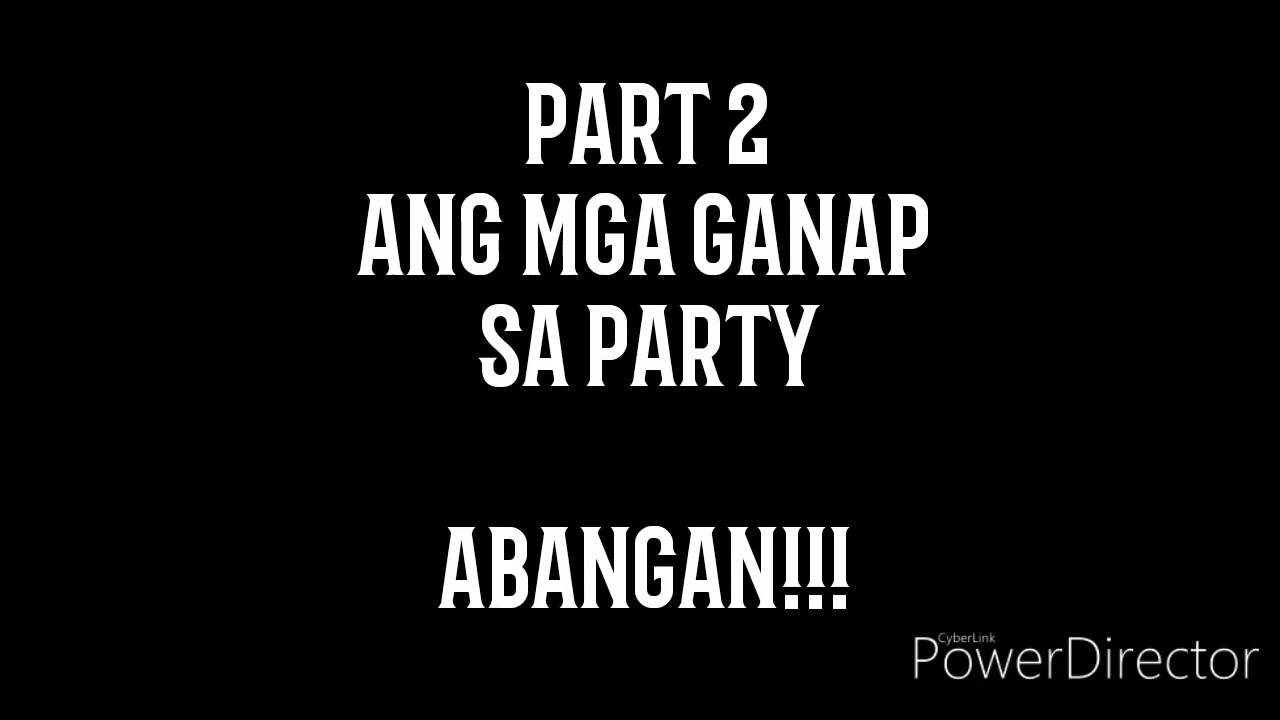 PART 2
ANG MGA GANAP
SA PARTY
ABANGAN!!!
CyberLink
PowerDirector